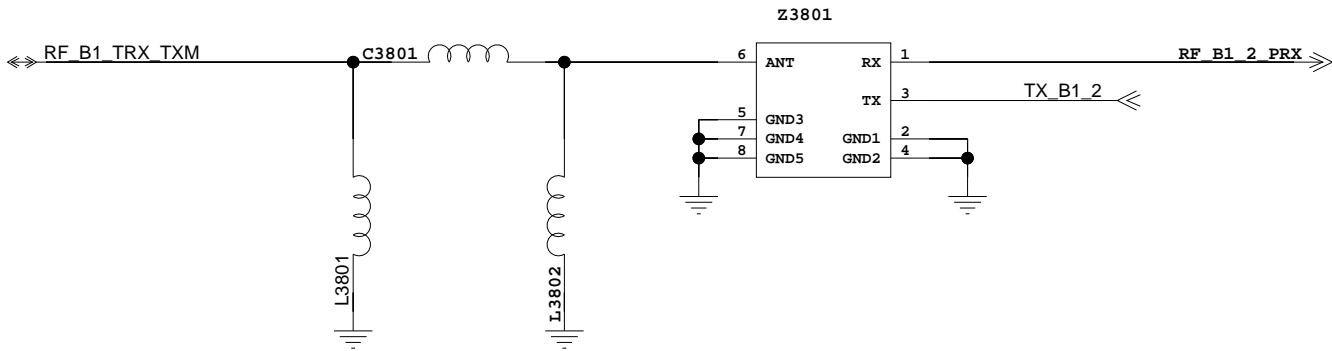 Z3801
RF_B1_TRX_TXM
C3801
6 ANT RX 1
RF_B1_2_PRX
TX 3
TX_B1_2
5 GND3
7 GND4 GND1 2
8 GND5 GND2 4
L3801
L3802